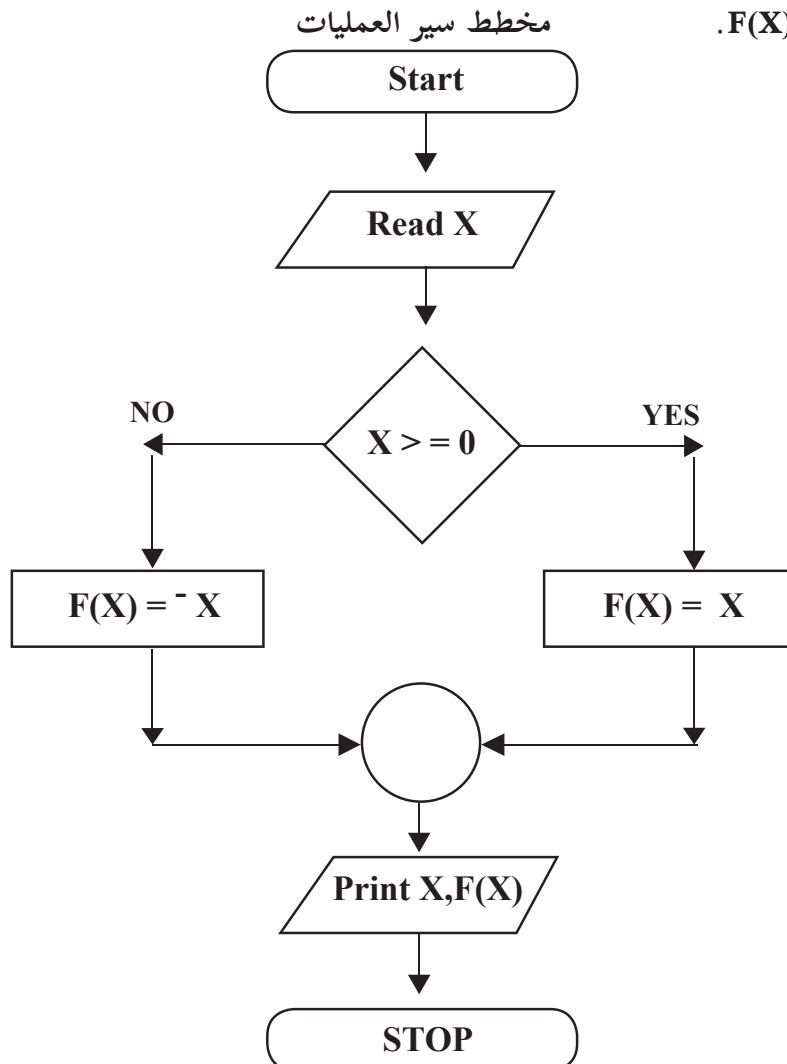 .F(X)
مخطط سير العمليات
Start
Read X
X > = 0
NO
YES
F(X) = - X
F(X) = X
Print X,F(X)
STOP